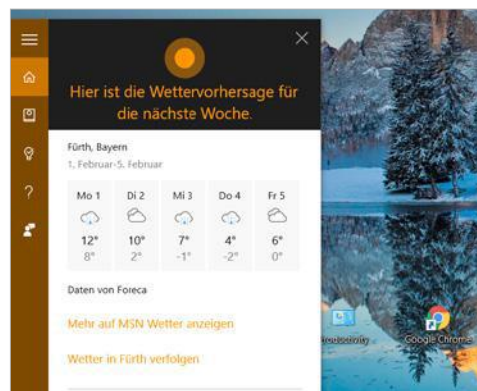 Hier ist die Wettervorhersage für
die nächste Woche.
Fürth, Bayern
1. Februar-5. Februar
Mo 1 Di 2 Mi 3 Do 4 Fr 5
12° 10° 7° 4° 6°
8° 2° -1° -2° 0°
Daten von Foreca
Mehr auf MSN Wetter anzeigen
Wetter in Fürth verfolgen
Google Chrome